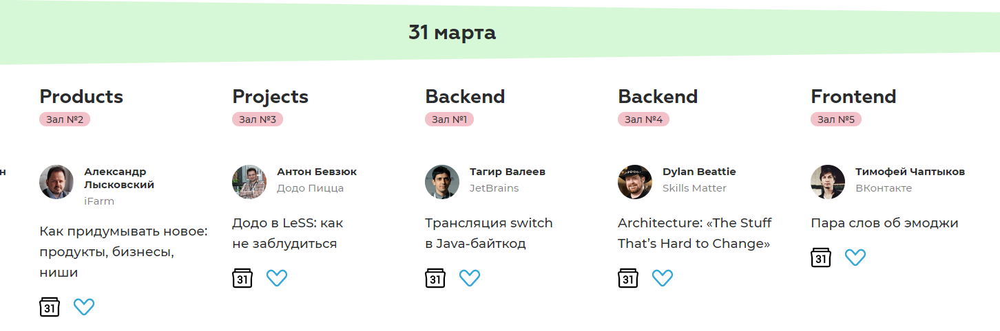 31 марта
Products
Зал №2
Projects
Зал №3
Backend
Зал №1
Backend
Зал №4
Frontend
Зал №5
н
Александр
Лысковский
iFarm
Как придумывать новое:
продукты, бизнесы,
ниши
31
Антон Бевзюк
Додо Пицца
Додо в LeSS: как
не заблудиться
31
Тагир Валеев
JetBrains
Трансляция switch
в Java-байткод
31
Dylan Beattie
Skills Matter
Architecture: «The Stuff
That’s Hard to Change»
31
Тимофей Чаптыков
ВКонтакте
Пара слов об эмоджи
31